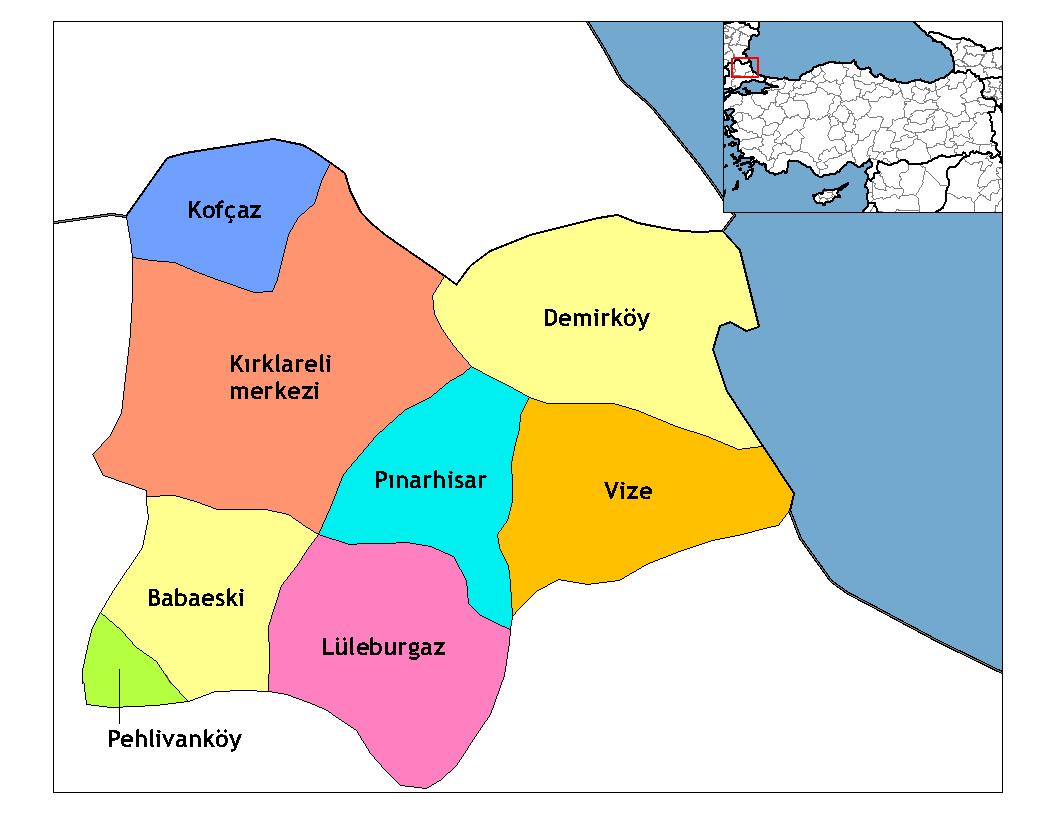 Kofçaz
Demirköy
Kırklareli
merkezi
Pınarhisar
Vize
Babaeski
Lüleburgaz
Pehlivanköy